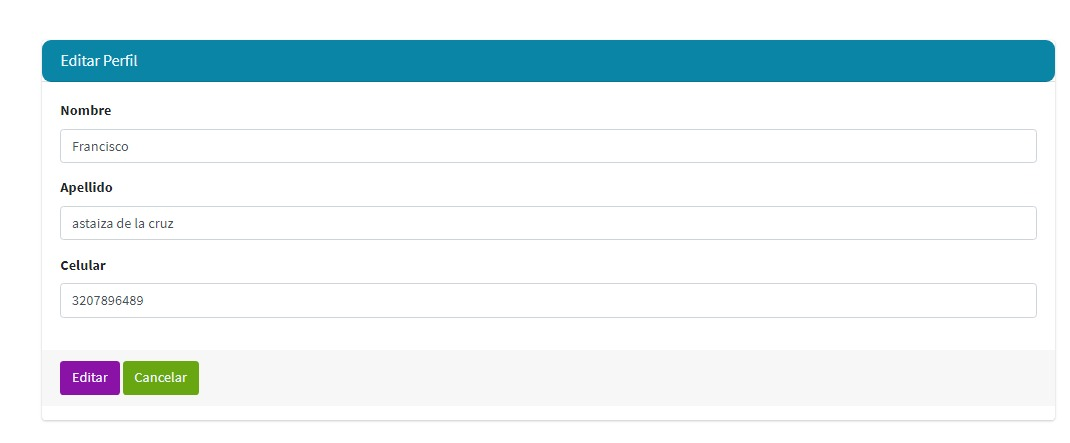 Editar Perfil
Nombre
Francisco
Apellido
astaiza de la cruz
Celular
3207896489
Editar Cancelar